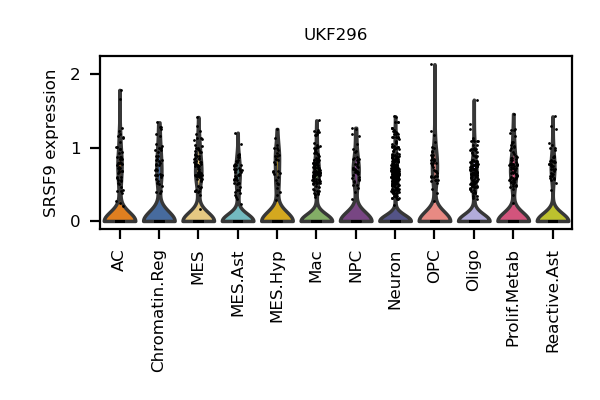 UKF296
SRSF9 expression
2
1
0
AC
Chromatin.Reg
MES
MES.Ast
MES.Hyp
Mac
NPC
Neuron
OPC
Oligo
Prolif.Metab
Reactive.Ast